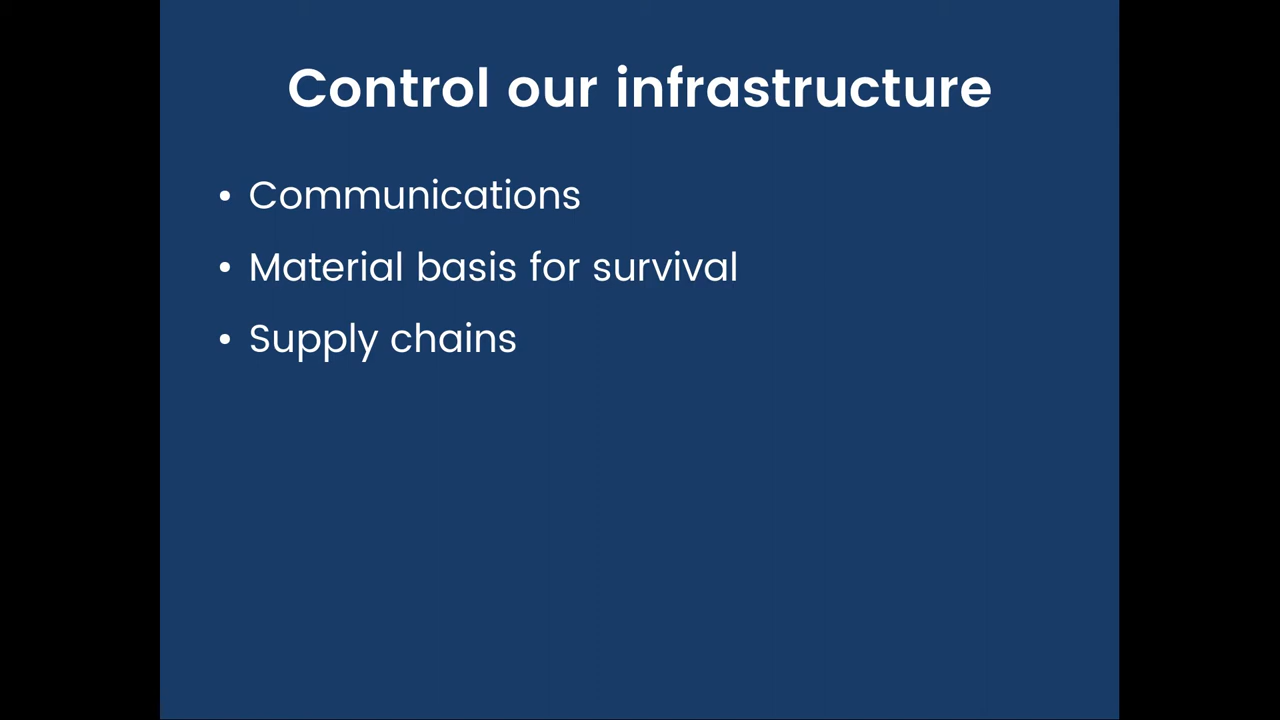 Control our infrastructure
• Communications
• Material basis for survival
• Supply chains